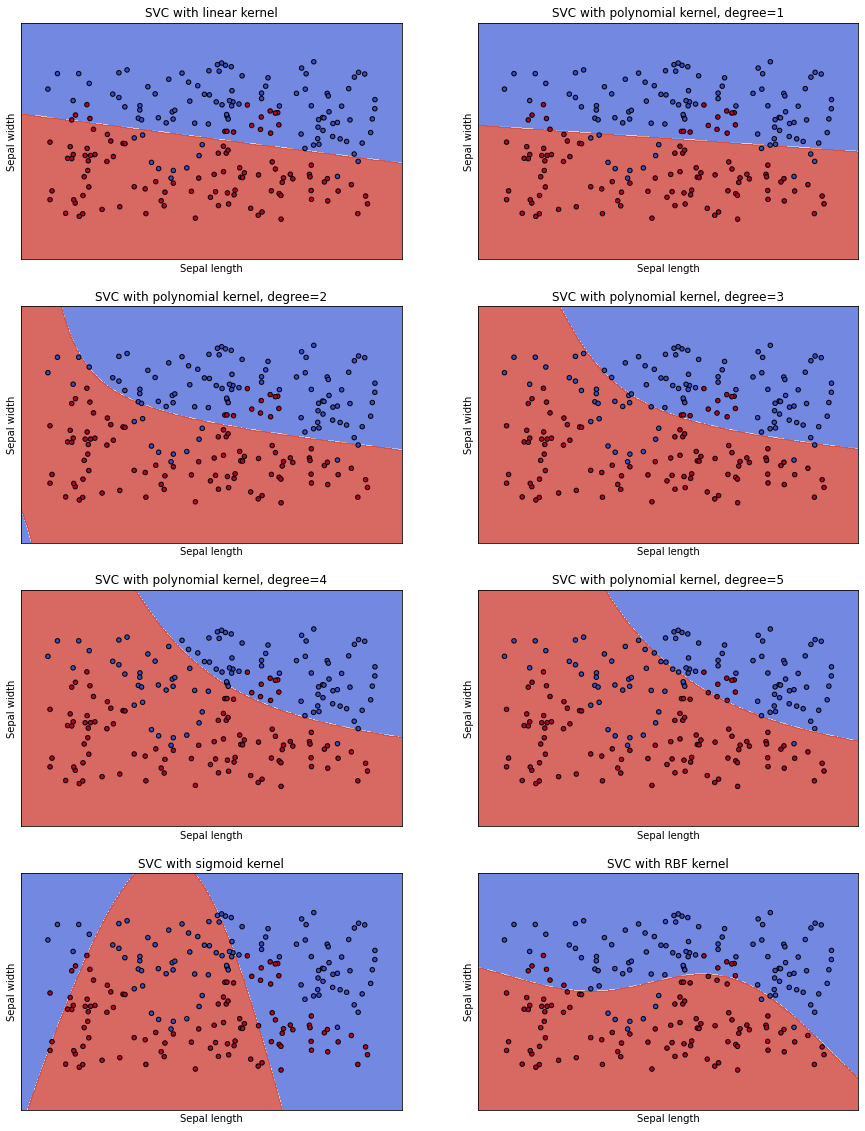 SVC with linear kernel
Sepal width
Sepal length
SVC with polynomial kernel, degree=1
Sepal width
Sepal length
SVC with polynomial kernel, degree=2
Sepal width
Sepal length
SVC with polynomial kernel, degree=3
Sepal width
Sepal length
SVC with polynomial kernel, degree=4
Sepal width
Sepal length
SVC with polynomial kernel, degree=5
Sepal width
Sepal length
SVC with sigmoid kernel
Sepal width
Sepal length
SVC with RBF kernel
Sepal width
Sepal length